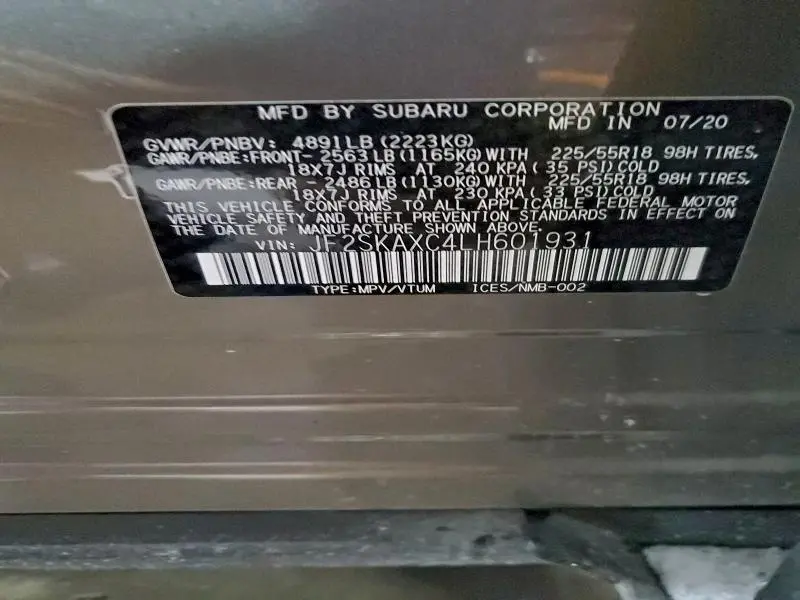 MFD BY SUBARU CORPORATION
MFD IN 07/20
GVWR/PNBV: 4891LB (2223KG)
GAWR/PNBE:FRONT- 2563LB(1165KG)WITH 225/55R18 98H TIRES,
18X7J RIMS AT 240 KPA( 35 PSI)COLD
GAWR/PNBE:REAR - 2486LB(1130KG)WITH 225/55R18 98H TIRES,
18X7J RIMS AT 230 KPA( 33 PSI)COLD
THIS VEHICLE CONFORMS TO ALL APPLICABLE FEDERAL MOTOR
VEHICLE SAFETY AND THEFT PREVENTION STANDARDS IN EFFECT ON
THE DATE OF MANUFACTURE SHOWN ABOVE.
VIN: JF2SKAXC4LH601931
TYPE:MPV/VTUM ICES/NMB-002